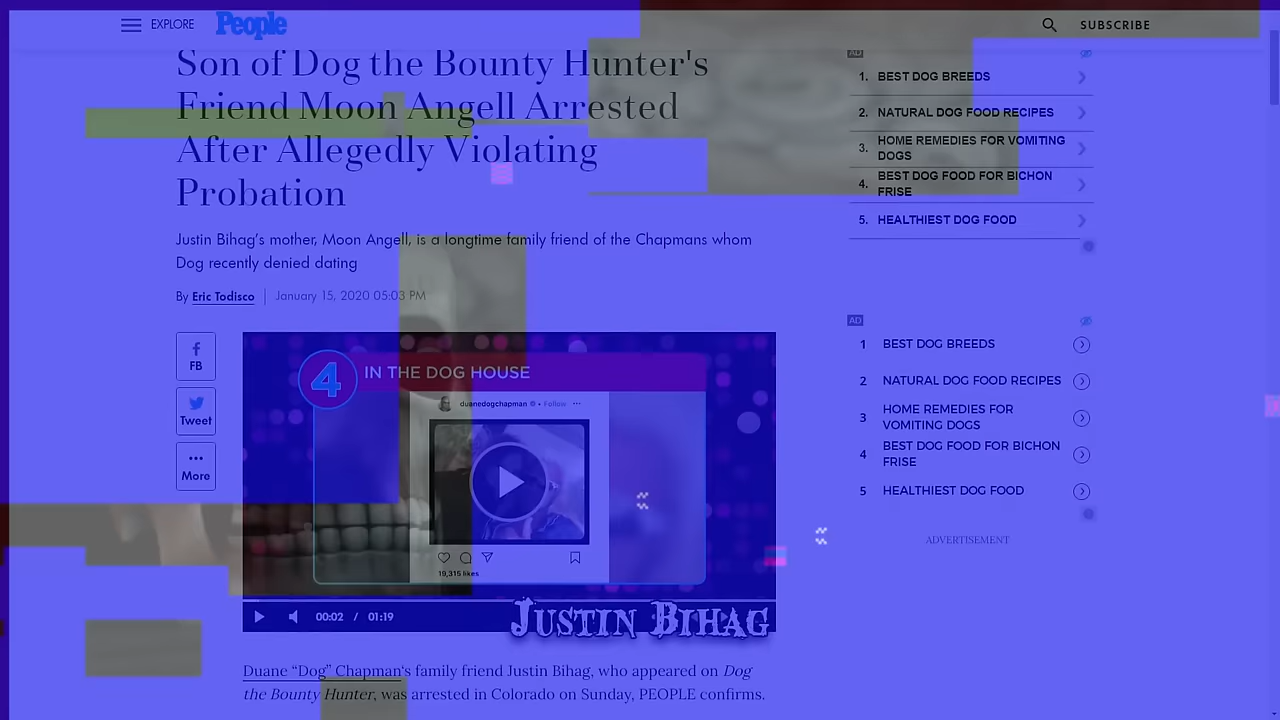 EXPLORE People SUBSCRIBE
Son of Dog the Bounty Hunter's
Friend Moon Angell Arrested
After Allegedly Violating
Probation
Justin Bihag's mother, Moon Angell, is a longtime family friend of the Chapmans whom
Dog recently denied dating
By Eric Todisco January 15, 2020 05:03 PM
FB
Tweet
More
4 IN THE DOG HOUSE
duanedogchapman • Follow
19,315 likes
00:02 / 01:19
JUSTIN BIHAG
Duane “Dog” Chapman‘s family friend Justin Bihag, who appeared on Dog
the Bounty Hunter, was arrested in Colorado on Sunday, PEOPLE confirms.
AD
1. BEST DOG BREEDS
2. NATURAL DOG FOOD RECIPES
3. HOME REMEDIES FOR VOMITING
DOGS
4. BEST DOG FOOD FOR BICHON
FRISE
5. HEALTHIEST DOG FOOD
AD
1 BEST DOG BREEDS
2 NATURAL DOG FOOD RECIPES
3 HOME REMEDIES FOR
VOMITING DOGS
4 BEST DOG FOOD FOR BICHON
FRISE
5 HEALTHIEST DOG FOOD
ADVERTISEMENT